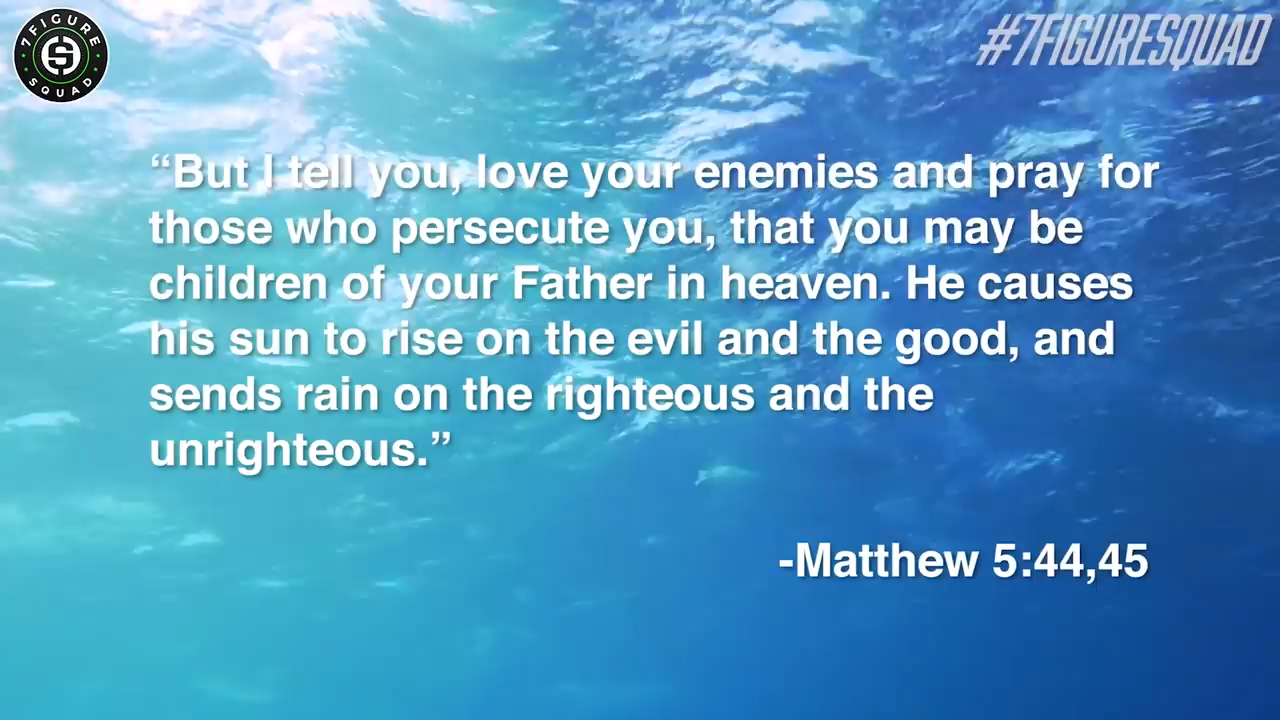 7FIGURE
SQUAD
#7FIGURESQUAD
“But I tell you, love your enemies and pray for
those who persecute you, that you may be
children of your Father in heaven. He causes
his sun to rise on the evil and the good, and
sends rain on the righteous and the
unrighteous.”
-Matthew 5:44,45